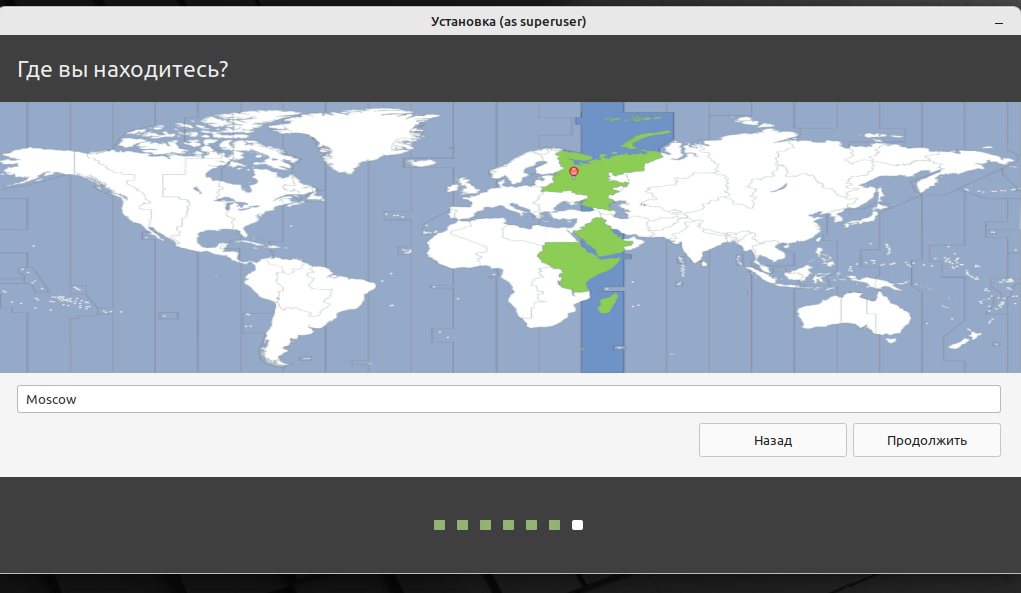 Установка (as superuser)
Где вы находитесь?
Moscow
Назад
Продолжить